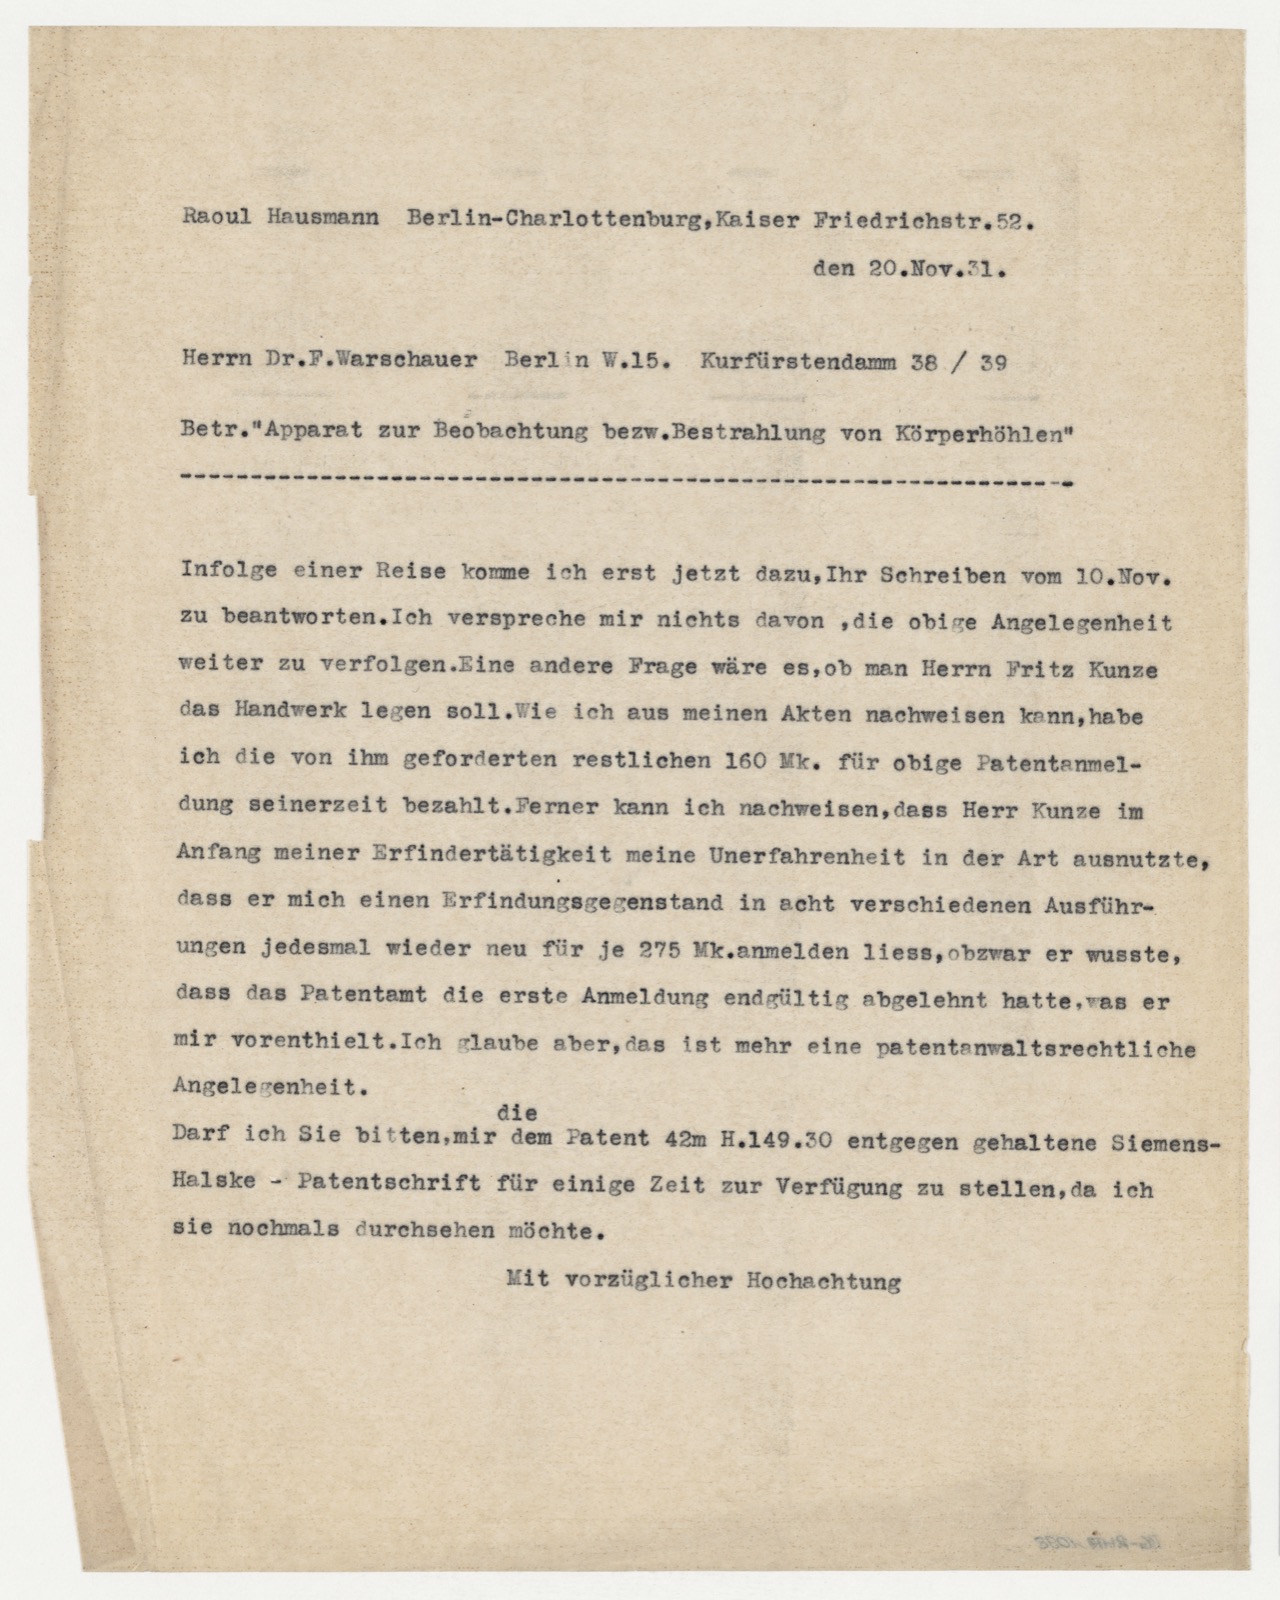 Raoul Hausmann Berlin-Charlottenburg,Kaiser Friedrichstr.52.
den 20.Nov.31.
Herrn Dr.F.Warschauer Berlin W.15. Kurfürstendamm 38 / 39
Betr."Apparat zur Beobachtung bezw.Bestrahlung von Körperhöhlen"
----------------------------------------------------------------
Infolge einer Reise komme ich erst jetzt dazu,Ihr Schreiben vom 10.Nov.
zu beantworten.Ich verspreche mir nichts davon ,die obige Angelegenheit
weiter zu verfolgen.Eine andere Frage wäre es,ob man Herrn Fritz Kunze
das Handwerk legen soll.Wie ich aus meinen Akten nachweisen kann,habe
ich die von ihm geforderten restlichen 160 Mk. für obige Patentanmel-
dung seinerzeit bezahlt.Ferner kann ich nachweisen,dass Herr Kunze im
Anfang meiner Erfindertätigkeit meine Unerfahrenheit in der Art ausnutzte,
dass er mich einen Erfindungsgegenstand in acht verschiedenen Ausführ-
ungen jedesmal wieder neu für je 275 Mk.anmelden liess,obzwar er wusste,
dass das Patentamt die erste Anmeldung endgültig abgelehnt hatte,was er
mir vorenthielt.Ich glaube aber,das ist mehr eine patentanwaltsrechtliche
Angelegenheit.
die
Darf ich Sie bitten,mir dem Patent 42m H.149.30 entgegen gehaltene Siemens-
Halske - Patentschrift für einige Zeit zur Verfügung zu stellen,da ich
sie nochmals durchsehen möchte.
Mit vorzüglicher Hochachtung